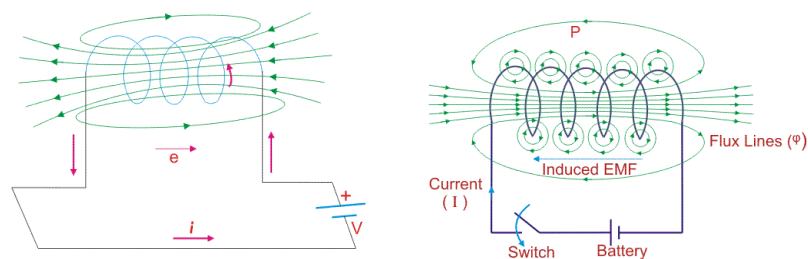 e
+
V
i
P
Flux Lines (φ)
Induced EMF
Current
( I )
Switch
Battery